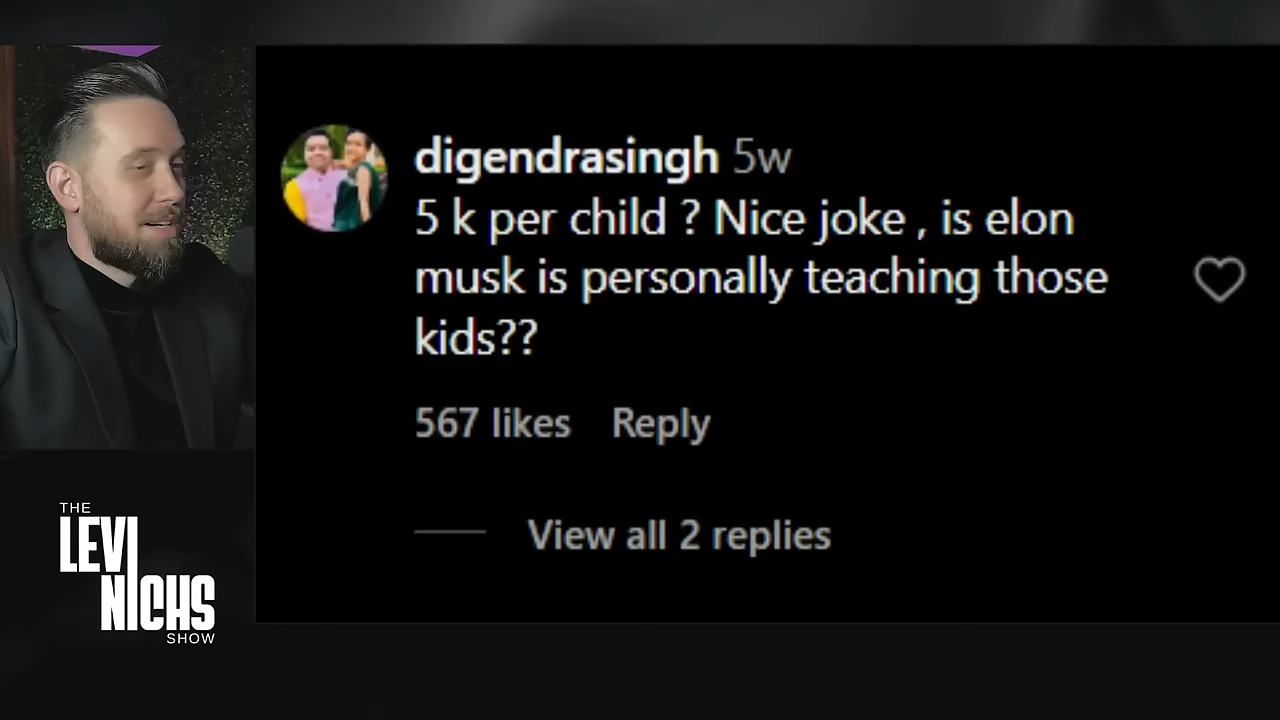 digendrasingh 5w
5 k per child ? Nice joke , is elon
musk is personally teaching those
kids??
567 likes Reply
View all 2 replies
THE
LEVI
NICHS
SHOW